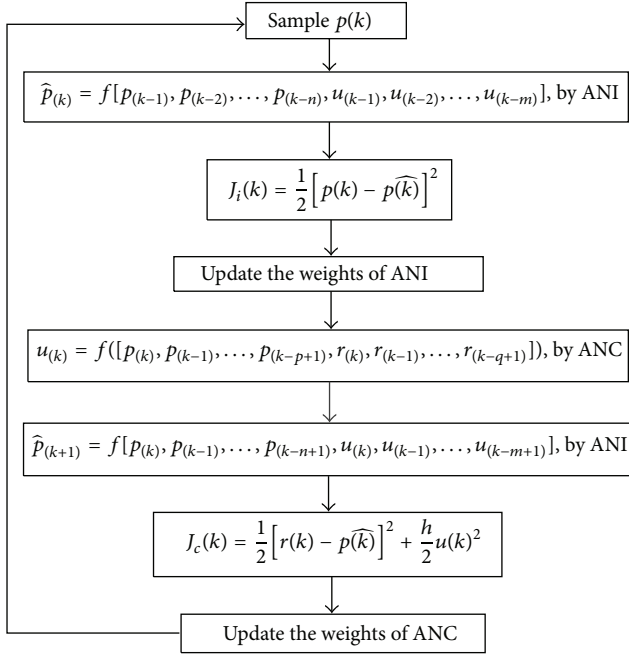 Sample p(k)
p̂₍ₖ₎ = f[p₍ₖ₋₁₎, p₍ₖ₋₂₎, . . . , p₍ₖ₋ₙ₎, u₍ₖ₋₁₎, u₍ₖ₋₂₎, . . . , u₍ₖ₋ₘ₎], by ANI
Jᵢ(k) = 1/2 [p(k) − p(k)̂]²
Update the weights of ANI
u₍ₖ₎ = f([p₍ₖ₎, p₍ₖ₋₁₎, . . . , p₍ₖ₋ₚ₊₁₎, r₍ₖ₎, r₍ₖ₋₁₎, . . . , r_(k−q+1)]), by ANC
p̂₍ₖ₊₁₎ = f[p₍ₖ₎, p₍ₖ₋₁₎, . . . , p₍ₖ₋ₙ₊₁₎, u₍ₖ₎, u₍ₖ₋₁₎, . . . , u₍ₖ₋ₘ₊₁₎], by ANI
J_c(k) = 1/2 [r(k) − p(k)̂]² + h/2 u(k)²
Update the weights of ANC